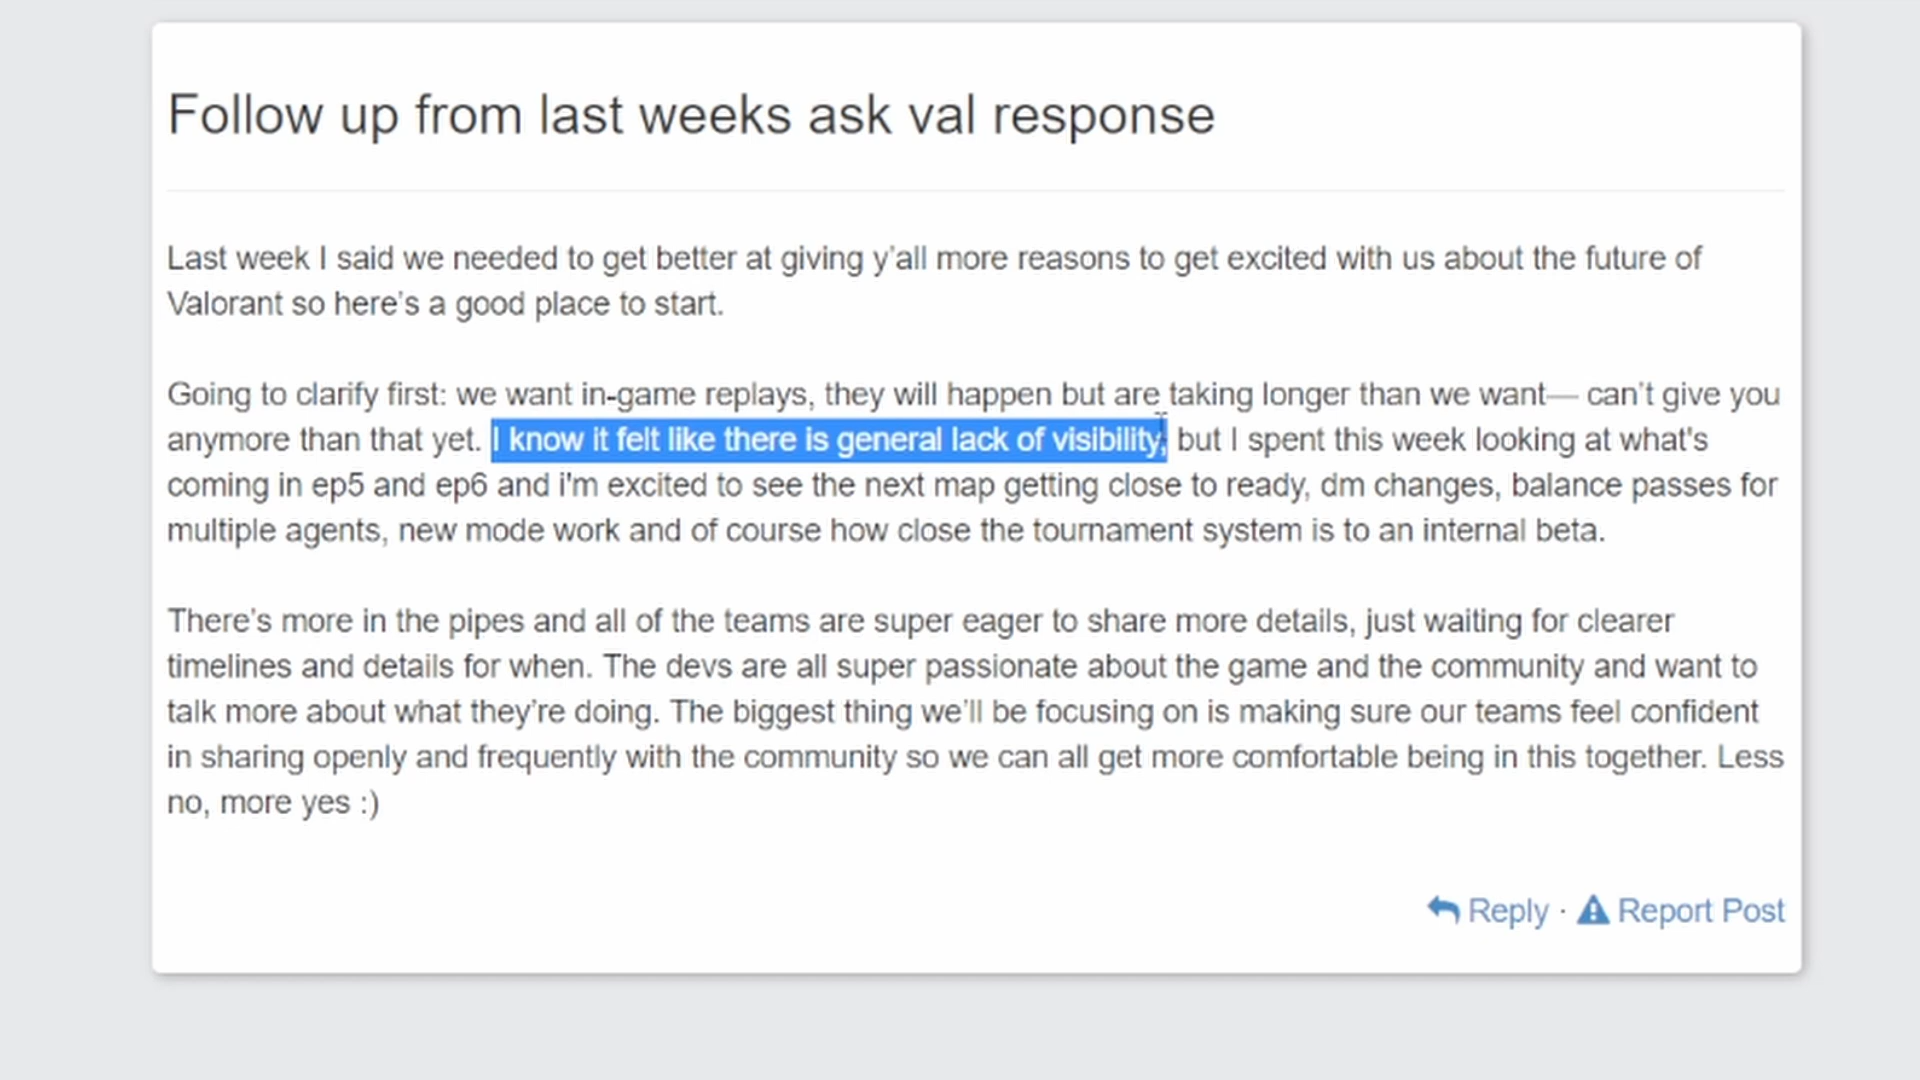 Follow up from last weeks ask val response
Last week I said we needed to get better at giving y'all more reasons to get excited with us about the future of
Valorant so here's a good place to start.
Going to clarify first: we want in-game replays, they will happen but are taking longer than we want— can't give you
anymore than that yet. I know it felt like there is general lack of visibility, but I spent this week looking at what's
coming in ep5 and ep6 and i'm excited to see the next map getting close to ready, dm changes, balance passes for
multiple agents, new mode work and of course how close the tournament system is to an internal beta.
There's more in the pipes and all of the teams are super eager to share more details, just waiting for clearer
timelines and details for when. The devs are all super passionate about the game and the community and want to
talk more about what they're doing. The biggest thing we'll be focusing on is making sure our teams feel confident
in sharing openly and frequently with the community so we can all get more comfortable being in this together. Less
no, more yes :)
Reply · Report Post